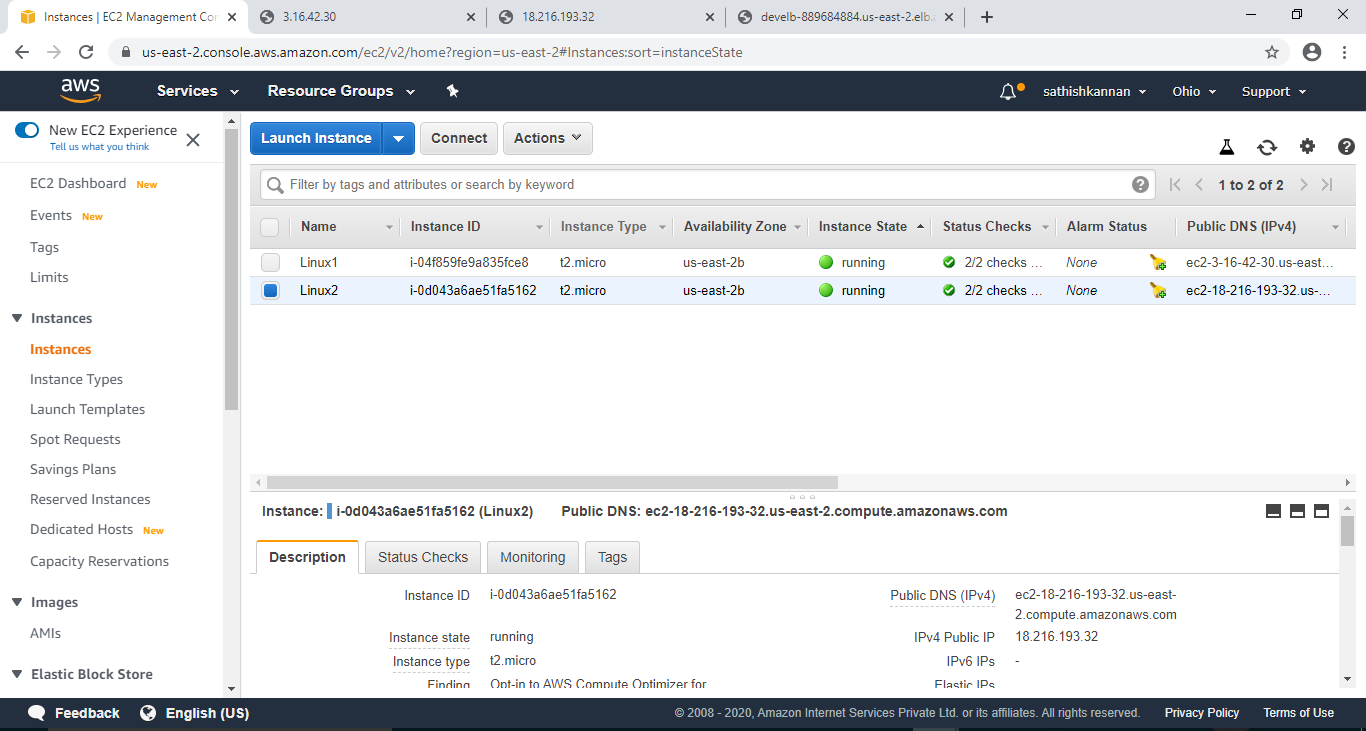 Instances | EC2 Management Cor
3.16.42.30
18.216.193.32
develb-889684884.us-east-2.elb.
us-east-2.console.aws.amazon.com/ec2/v2/home?region=us-east-2#Instances:sort=instanceState
aws
Services
Resource Groups
sathishkannan
Ohio
Support
New EC2 Experience
Tell us what you think
EC2 Dashboard New
Events New
Tags
Limits
Instances
Instances
Instance Types
Launch Templates
Spot Requests
Savings Plans
Reserved Instances
Dedicated Hosts New
Capacity Reservations
Images
AMIs
Elastic Block Store
Launch Instance
Connect
Actions
Filter by tags and attributes or search by keyword
1 to 2 of 2
Name Instance ID Instance Type Availability Zone Instance State Status Checks Alarm Status Public DNS (IPv4)
Linux1 i-04f859fe9a835fce8 t2.micro us-east-2b running 2/2 checks ... None ec2-3-16-42-30.us-east...
Linux2 i-0d043a6ae51fa5162 t2.micro us-east-2b running 2/2 checks ... None ec2-18-216-193-32.us-...
Instance: i-0d043a6ae51fa5162 (Linux2) Public DNS: ec2-18-216-193-32.us-east-2.compute.amazonaws.com
Description
Status Checks
Monitoring
Tags
Instance ID i-0d043a6ae51fa5162
Instance state running
Instance type t2.micro
Finding Opt-in to AWS Compute Optimizer for
Public DNS (IPv4) ec2-18-216-193-32.us-east-
2.compute.amazonaws.com
IPv4 Public IP 18.216.193.32
IPv6 IPs -
Elastic IPs
Feedback
English (US)
© 2008 - 2020, Amazon Internet Services Private Ltd. or its affiliates. All rights reserved.
Privacy Policy
Terms of Use